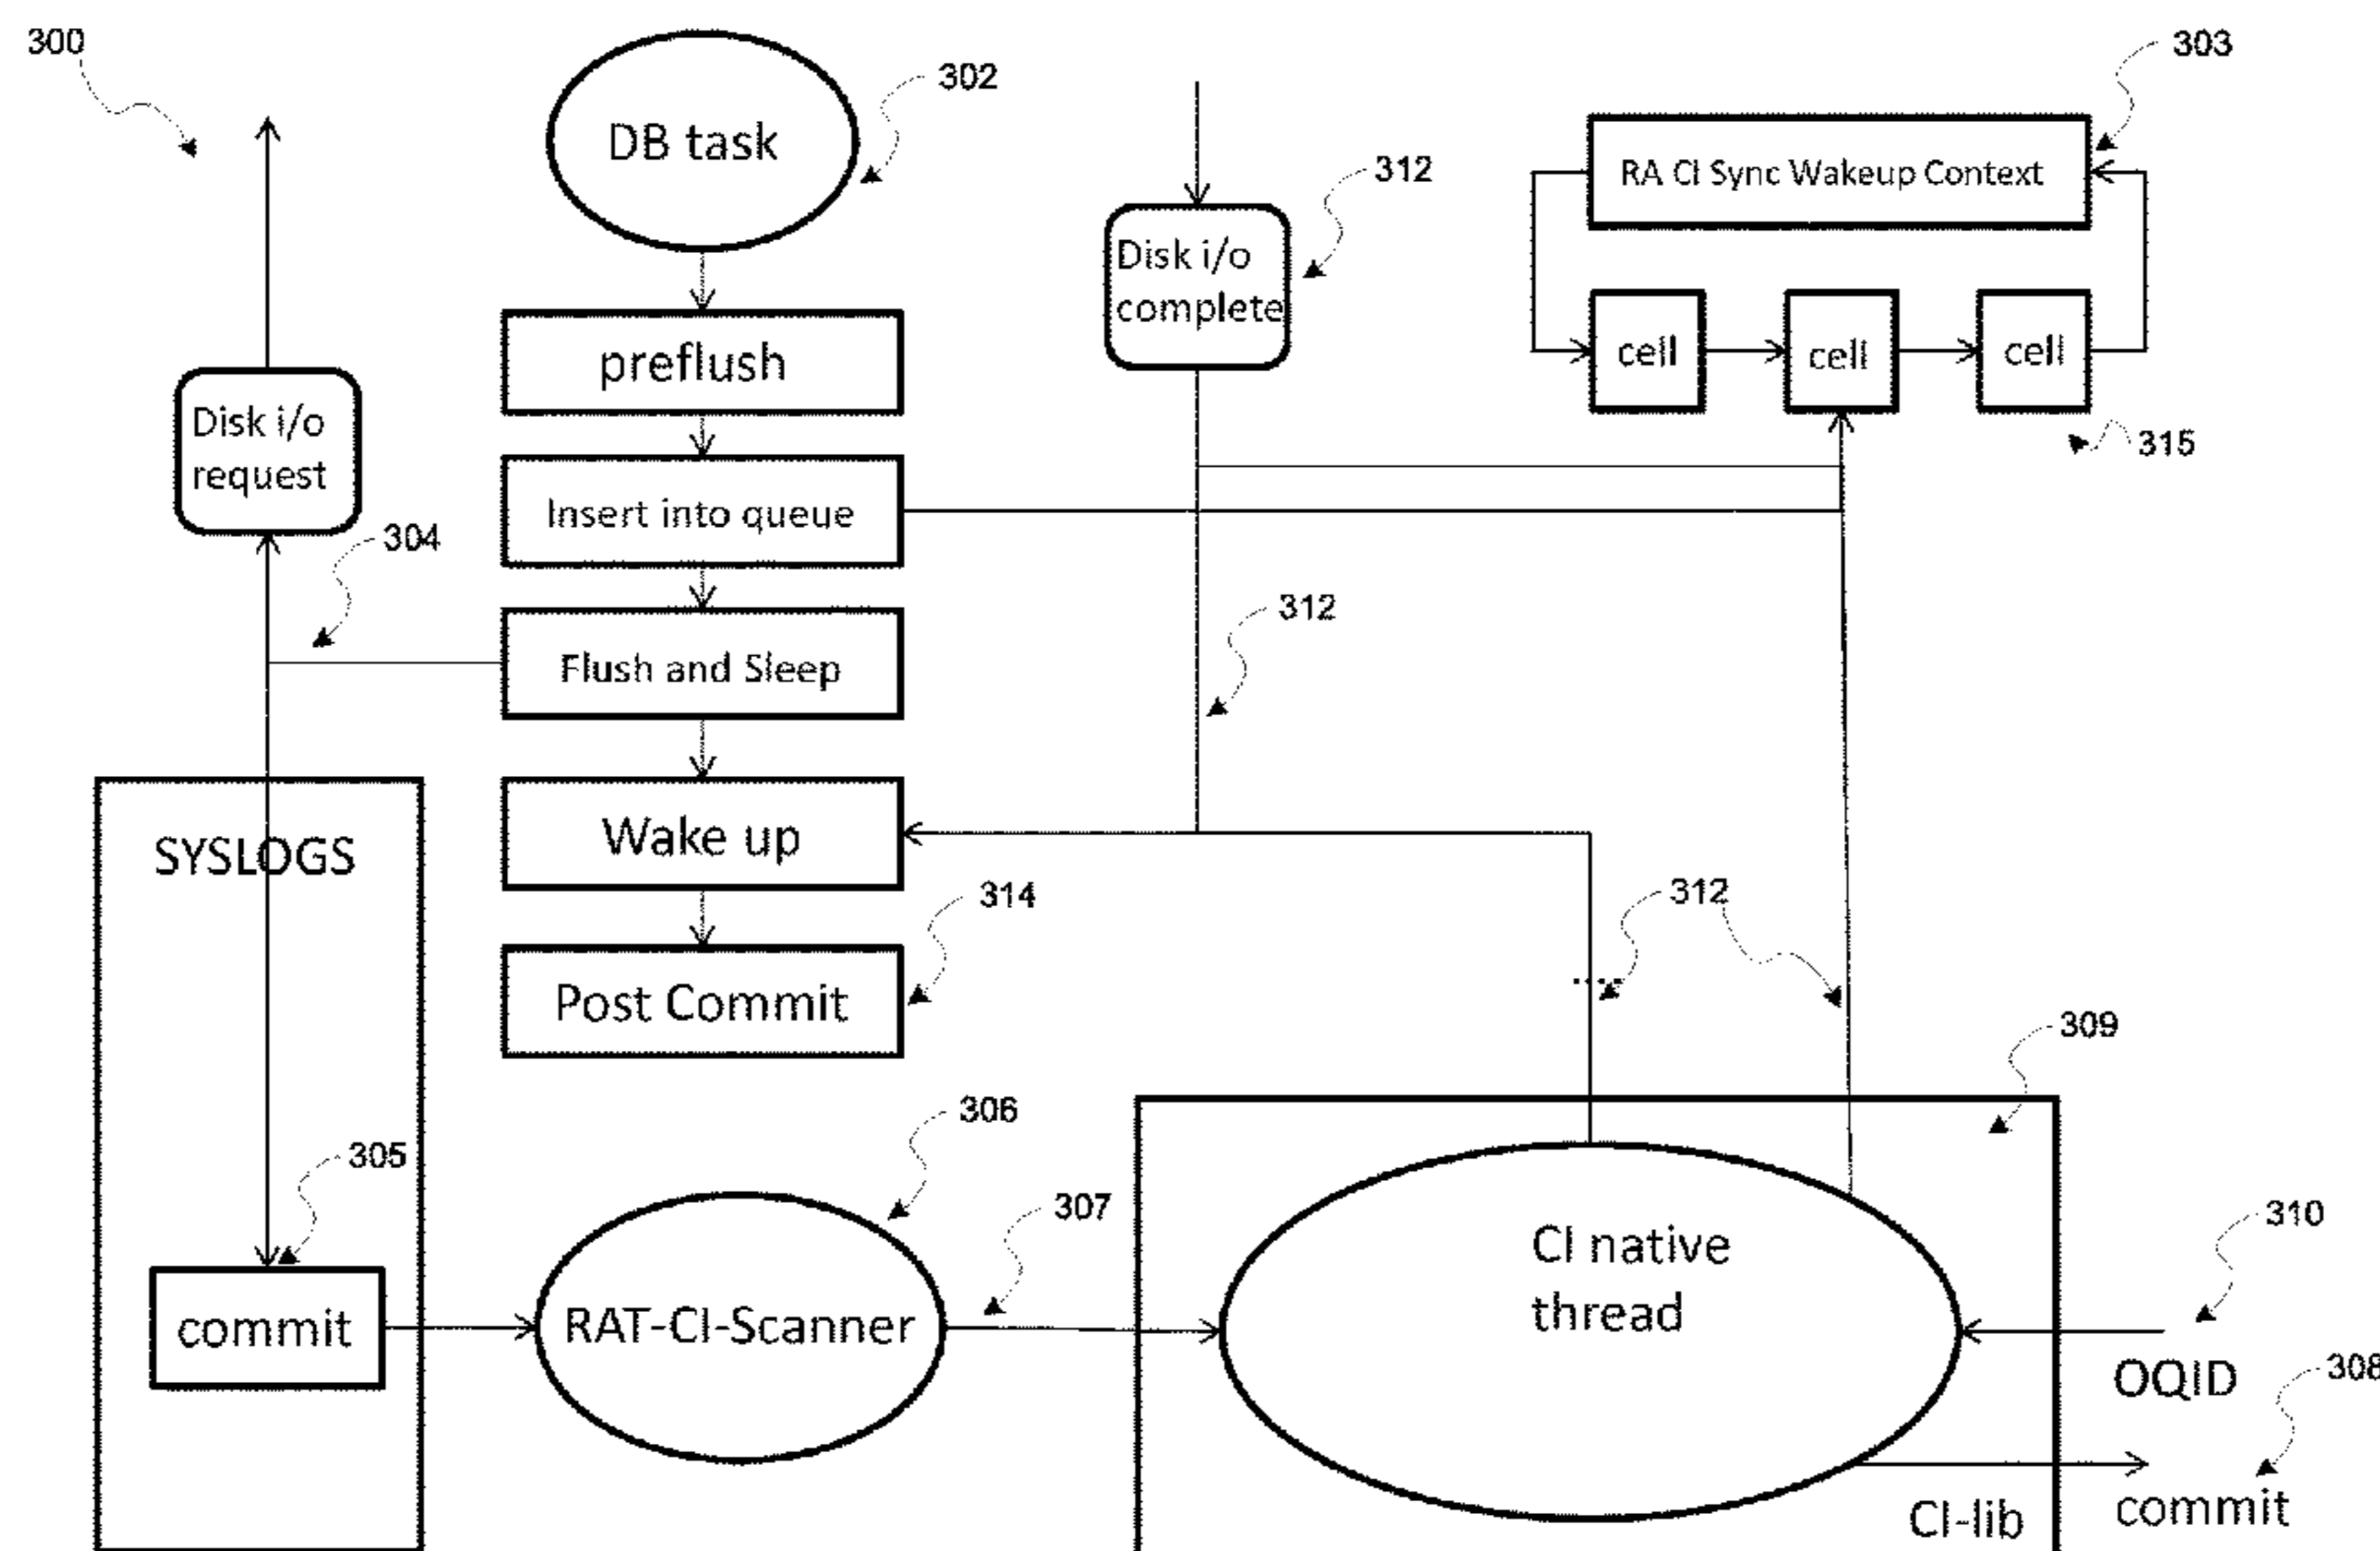 300
302
303
DB task
RA CI Sync Wakeup Context
312
Disk i/o
complete
preflush
cell
cell
cell
Disk i/o
request
315
Insert into queue
304
312
Flush and Sleep
Wake up
SYSLOGS
312
314
Post Commit
309
306
305
307
310
CI native
thread
RAT-CI-Scanner
commit
OQID
308
CI-lib
commit